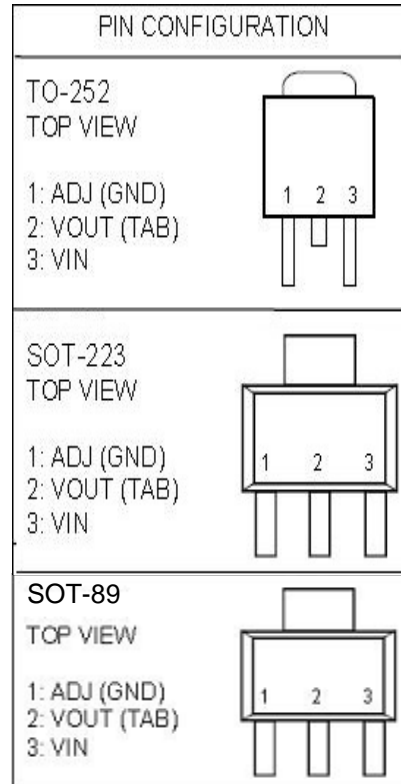 PIN CONFIGURATION
TO-252
TOP VIEW
1: ADJ (GND)
2: VOUT (TAB)
3: VIN
1 2 3
SOT-223
TOP VIEW
1: ADJ (GND)
2: VOUT (TAB)
3: VIN
1 2 3
SOT-89
TOP VIEW
1: ADJ (GND)
2: VOUT (TAB)
3: VIN
1 2 3